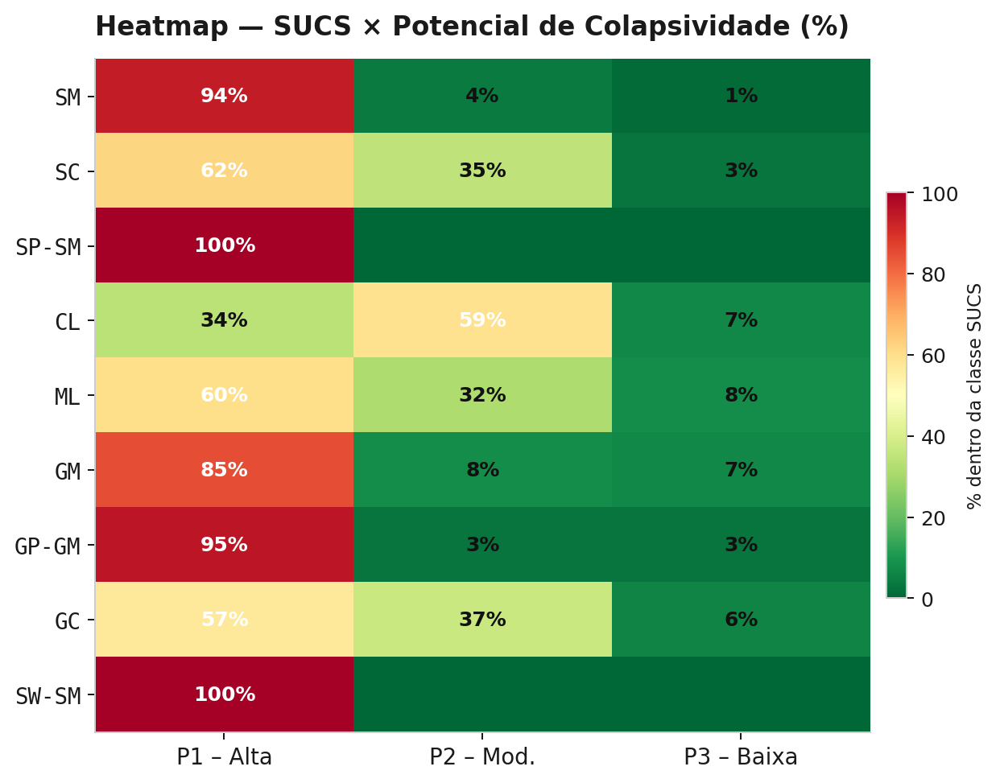 Heatmap — SUCS × Potencial de Colapsividade (%)
SM 94% 4% 1%
SC 62% 35% 3%
SP-SM 100%
CL 34% 59% 7%
ML 60% 32% 8%
GM 85% 8% 7%
GP-GM 95% 3% 3%
GC 57% 37% 6%
SW-SM 100%
P1 – Alta P2 – Mod. P3 – Baixa
100
80
60
40
20
0
% dentro da classe SUCS